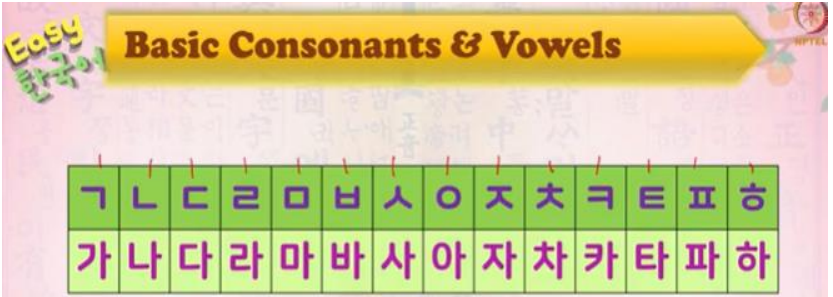 Easy
한국어
Basic Consonants & Vowels
NPTEL
ㄱ ㄴ ㄷ ㄹ ㅁ ㅂ ㅅ ㅇ ㅈ ㅊ ㅋ ㅌ ㅍ ㅎ
가 나 다 라 마 바 사 아 자 차 카 타 파 하